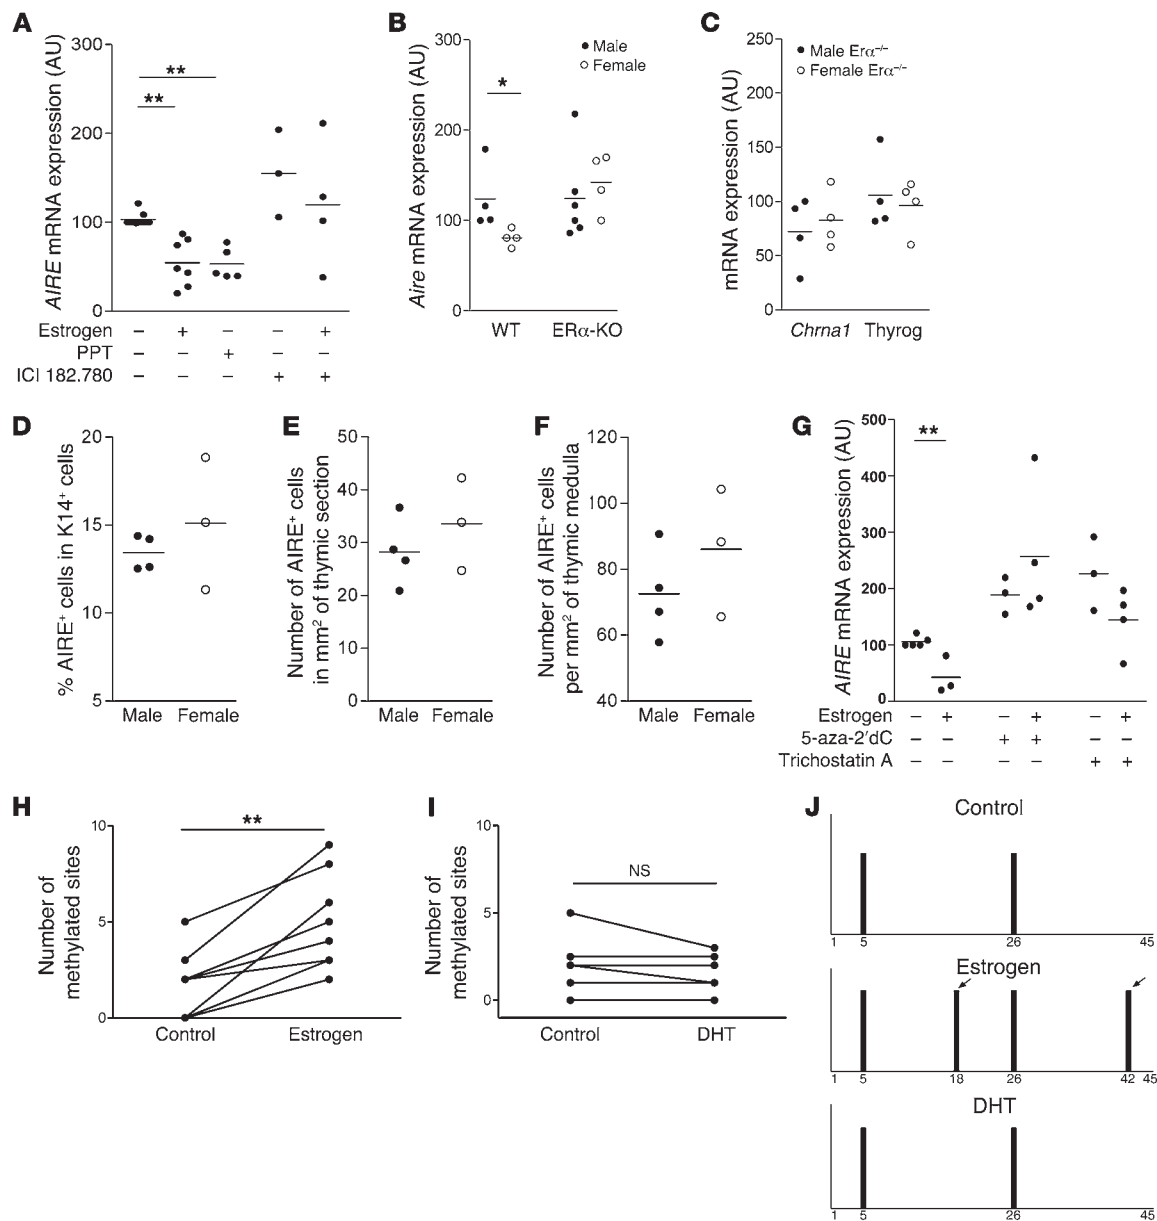 A
AIRE mRNA expression (AU)
300
200
100
0
**
**
Estrogen – + – – +
PPT – – + – –
ICI 182.780 – – – + +
B
Aire mRNA expression (AU)
300
200
100
0
Male
Female
*
WT ERα-KO
C
mRNA expression (AU)
250
200
150
100
50
0
Male Erα–/–
Female Erα–/–
Chrna1 Thyrog
D
% AIRE+ cells in K14+ cells
20
15
10
5
Male Female
E
Number of AIRE+ cells
in mm2 of thymic section
50
40
30
20
10
0
Male Female
F
Number of AIRE+ cells
per mm2 of thymic medulla
120
100
80
60
40
Male Female
G
AIRE mRNA expression (AU)
500
400
300
200
100
0
**
Estrogen – + – + – +
5-aza-2′dC – – + + – –
Trichostatin A – – – – + +
H
Number of
methylated sites
10
5
0
**
Control Estrogen
I
Number of
methylated sites
10
5
0
NS
Control DHT
J
Control
1 5 26 45
Estrogen
1 5 18 26 42 45
DHT
1 5 26 45